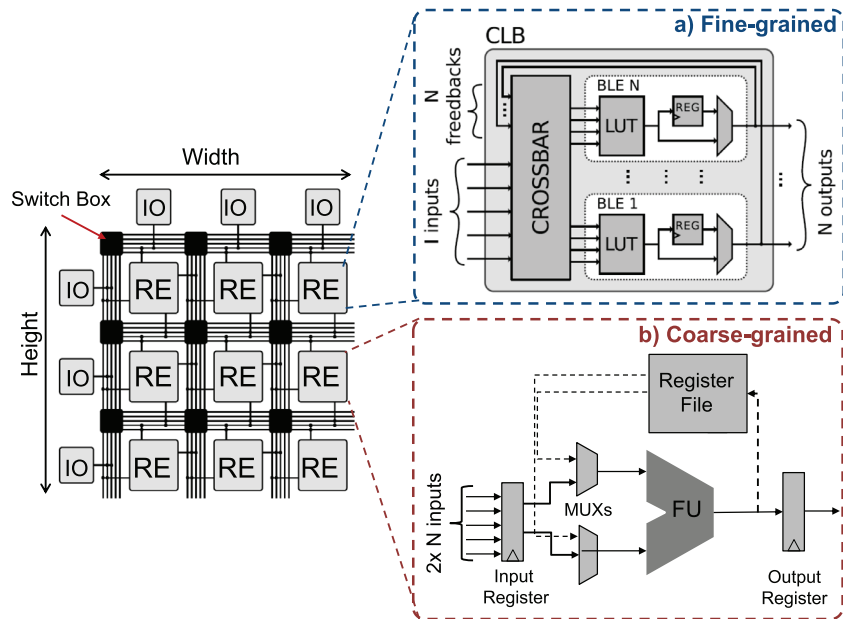 Width
Switch Box
IO
IO
IO
Height
IO
RE
RE
RE
IO
RE
RE
RE
IO
RE
RE
RE
a) Fine-grained
CLB
N
freedbacks
I inputs
CROSSBAR
BLE N
LUT
REG
BLE 1
LUT
REG
N outputs
b) Coarse-grained
Register
File
2x N inputs
MUXs
FU
Input
Register
Output
Register